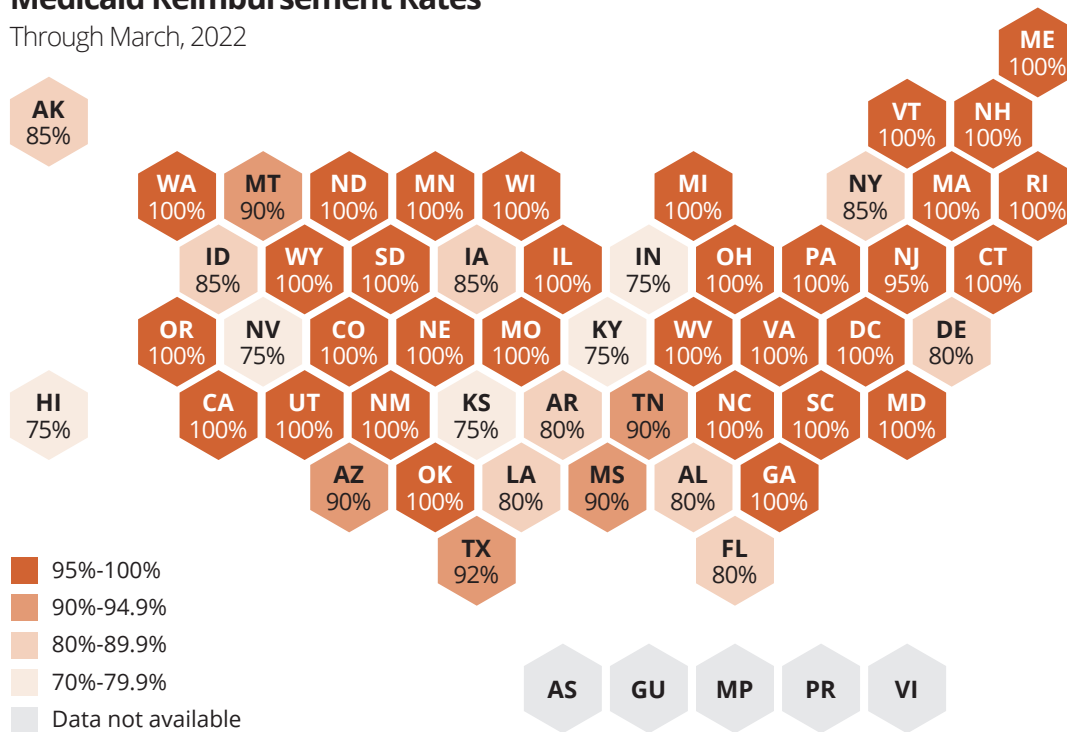 Medicaid Reimbursement Rates
Through March, 2022
ME
100%
AK
85%
VT
100%
NH
100%
WA
100%
MT
90%
ND
100%
MN
100%
WI
100%
MI
100%
NY
85%
MA
100%
RI
100%
ID
85%
WY
100%
SD
100%
IA
85%
IL
100%
IN
75%
OH
100%
PA
100%
NJ
95%
CT
100%
OR
100%
NV
75%
CO
100%
NE
100%
MO
100%
KY
75%
WV
100%
VA
100%
DC
100%
DE
80%
HI
75%
CA
100%
UT
100%
NM
100%
KS
75%
AR
80%
TN
90%
NC
100%
SC
100%
MD
100%
AZ
90%
OK
100%
LA
80%
MS
90%
AL
80%
GA
100%
TX
92%
FL
80%
95%-100%
90%-94.9%
80%-89.9%
70%-79.9%
Data not available
AS
GU
MP
PR
VI